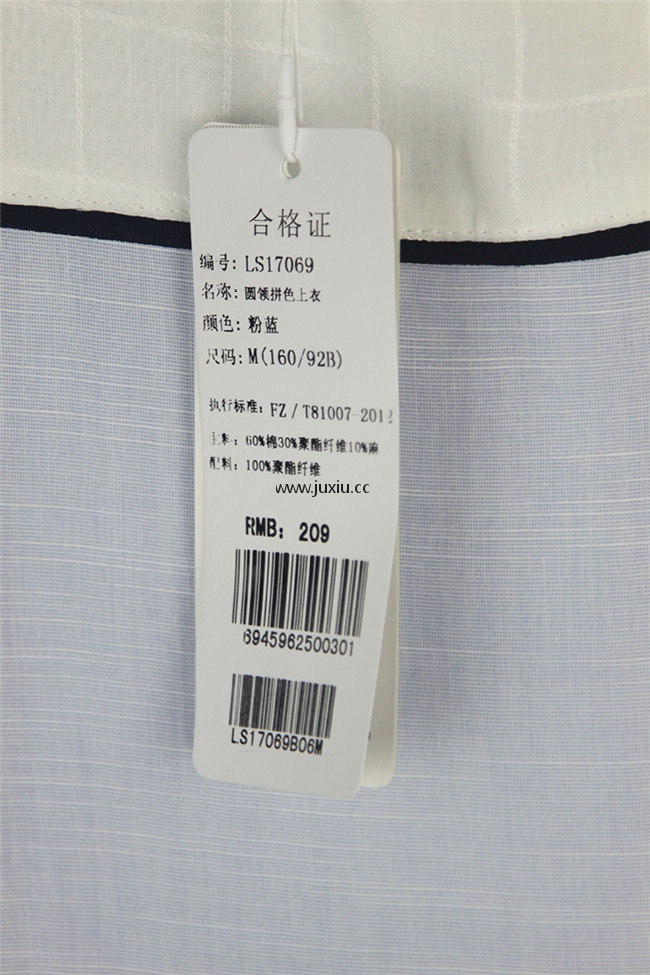 合格证
编号: LS17069
名称: 圆领拼色上衣
颜色: 粉蓝
尺码: M(160/92B)
执行标准: FZ/T81007-2012
主料: 60%棉30%聚酯纤维10%麻
配料: 100%聚酯纤维
www.juxiu.cc
RMB: 209
6945962500301
LS17069B06M